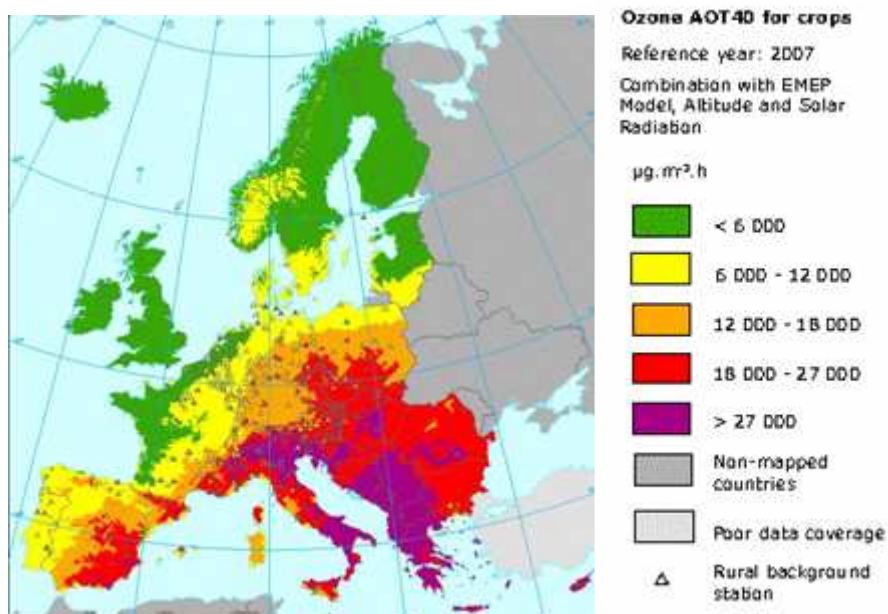 Ozone AOT40 for crops
Reference year: 2007
Combination with EMEP
Model, Altitude and Solar
Radiation
µg.m³.h
< 6 000
6 000 - 12 000
12 000 - 18 000
18 000 - 27 000
> 27 000
Non-mapped
countries
Poor data coverage
Rural background
station